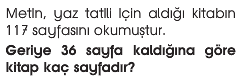 Metin, yaz tatili için aldığı kitabın
117 sayfasını okumuştur.
Geriye 36 sayfa kaldığına göre
kitap kaç sayfadır?